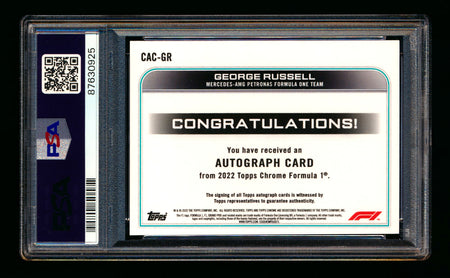 87630925
PSA
CAC-GR
GEORGE RUSSELL
MERCEDES-AMG PETRONAS FORMULA ONE TEAM
CONGRATULATIONS!
You have received an
AUTOGRAPH CARD
from 2022 Topps Chrome Formula 1®.
The signing of all Topps autograph cards is witnessed by
Topps representatives to guarantee authenticity.
Topps
F1